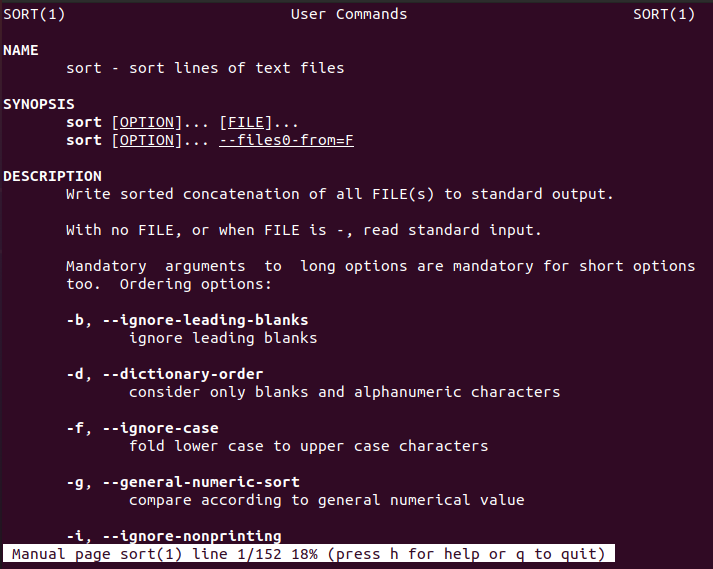 SORT(1) User Commands SORT(1)
NAME
sort - sort lines of text files
SYNOPSIS
sort [OPTION]... [FILE]...
sort [OPTION]... --files0-from=F
DESCRIPTION
Write sorted concatenation of all FILE(s) to standard output.
With no FILE, or when FILE is -, read standard input.
Mandatory arguments to long options are mandatory for short options
too. Ordering options:
-b, --ignore-leading-blanks
ignore leading blanks
-d, --dictionary-order
consider only blanks and alphanumeric characters
-f, --ignore-case
fold lower case to upper case characters
-g, --general-numeric-sort
compare according to general numerical value
-i, --ignore-nonprinting
Manual page sort(1) line 1/152 18% (press h for help or q to quit)